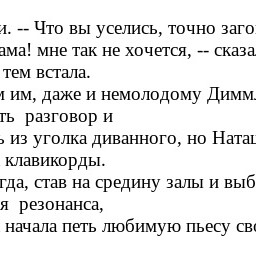 и. -- Что вы уселись, точно заго
ама! мне так не хочется, -- сказа
тем встала.
м им, даже и немолодому Димм
ть разговор и
ь из уголка диванного, но Наташ
клавикорды.
гда, став на средину залы и выб
я резонанса,
начала петь любимую пьесу сво